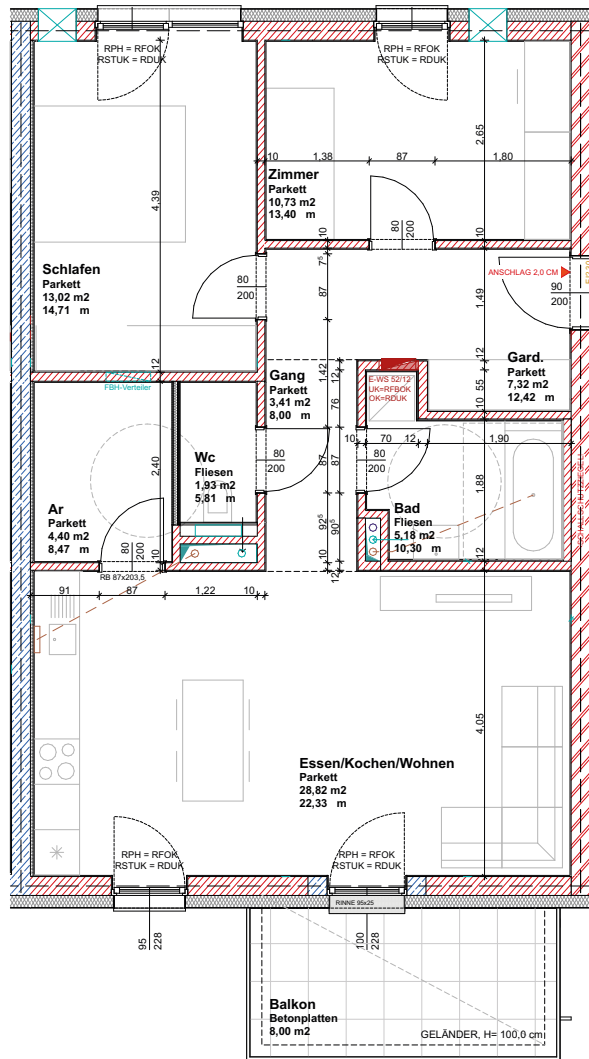 RPH = RFOK
RSTUK = RDUK
RPH = RFOK
RSTUK = RDUK
4,39
2,65
10
1,38
87
1,80
Zimmer
Parkett
10,73 m2
13,40 m
80
200
10
10
Schlafen
Parkett
13,02 m2
14,71 m
80
200
7⁵
87
1,49
ANSCHLAG 2,0 CM
90
200
12
FBH-Verteiler
Gang
Parkett
3,41 m2
8,00 m
1,42
12
76
E-WS 52/12
UK=RFBOK
OK=RDUK
12
55
10
Gard.
Parkett
7,32 m2
12,42 m
10
70
12
1,90
2,40
Wc
Fliesen
1,93 m2
5,81 m
80
200
87
87
80
200
1,88
Ar
Parkett
4,40 m2
8,47 m
80
200
10
92⁵
90⁵
10
12
Bad
Fliesen
5,18 m2
10,30 m
12
RB 87x203,5
91
87
1,22
10
4,05
Essen/Kochen/Wohnen
Parkett
28,82 m2
22,33 m
RPH = RFOK
RSTUK = RDUK
RPH = RFOK
RSTUK = RDUK
RINNE 95x25
95
228
100
228
Balkon
Betonplatten
8,00 m2
GELÄNDER, H= 100,0 cm